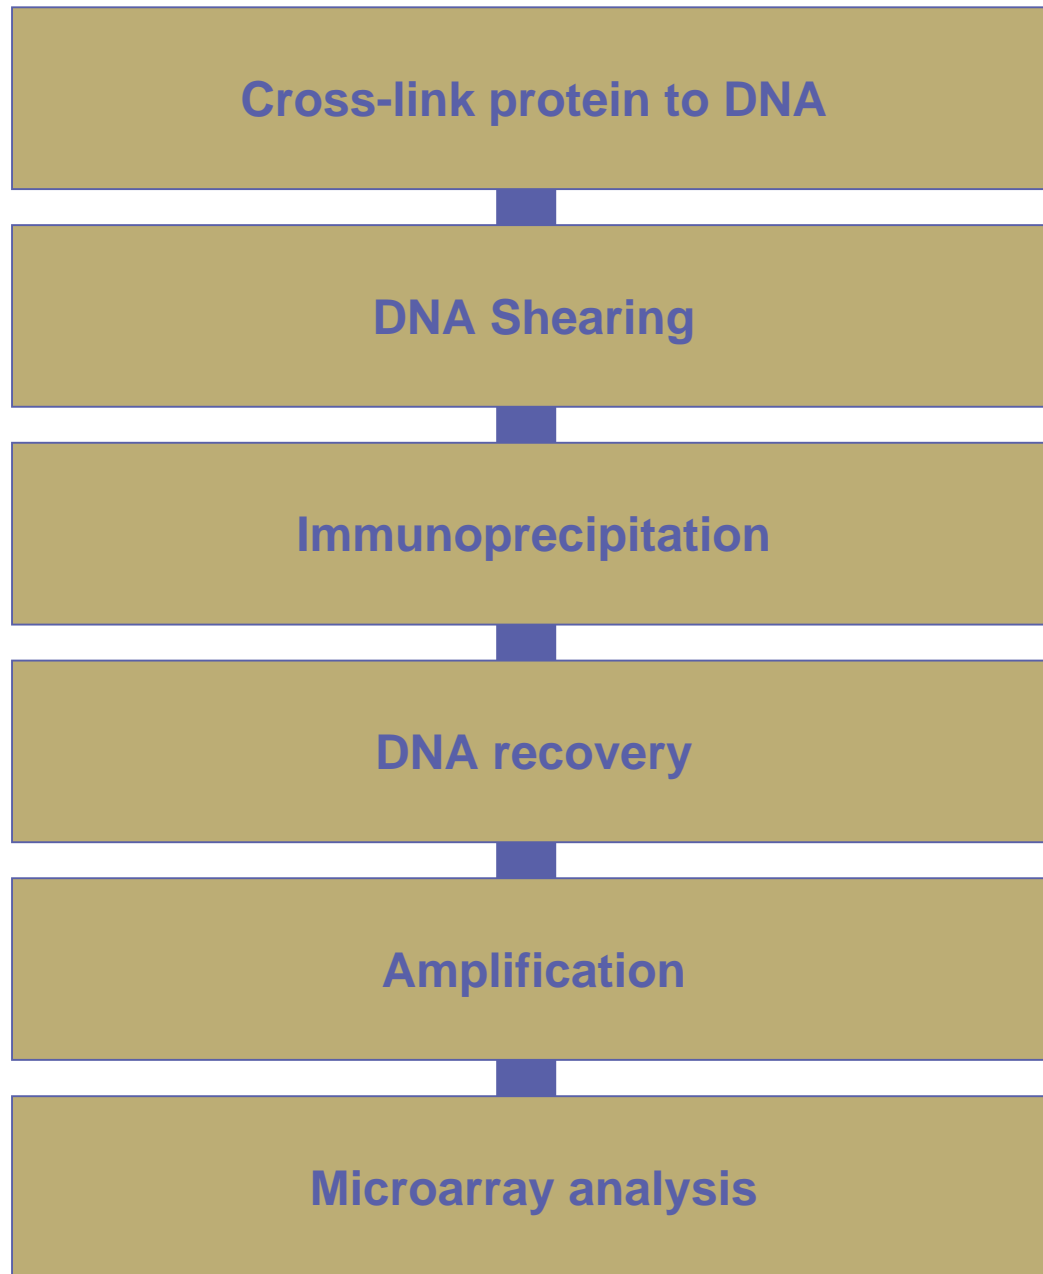 Cross-link protein to DNA
DNA Shearing
Immunoprecipitation
DNA recovery
Amplification
Microarray analysis